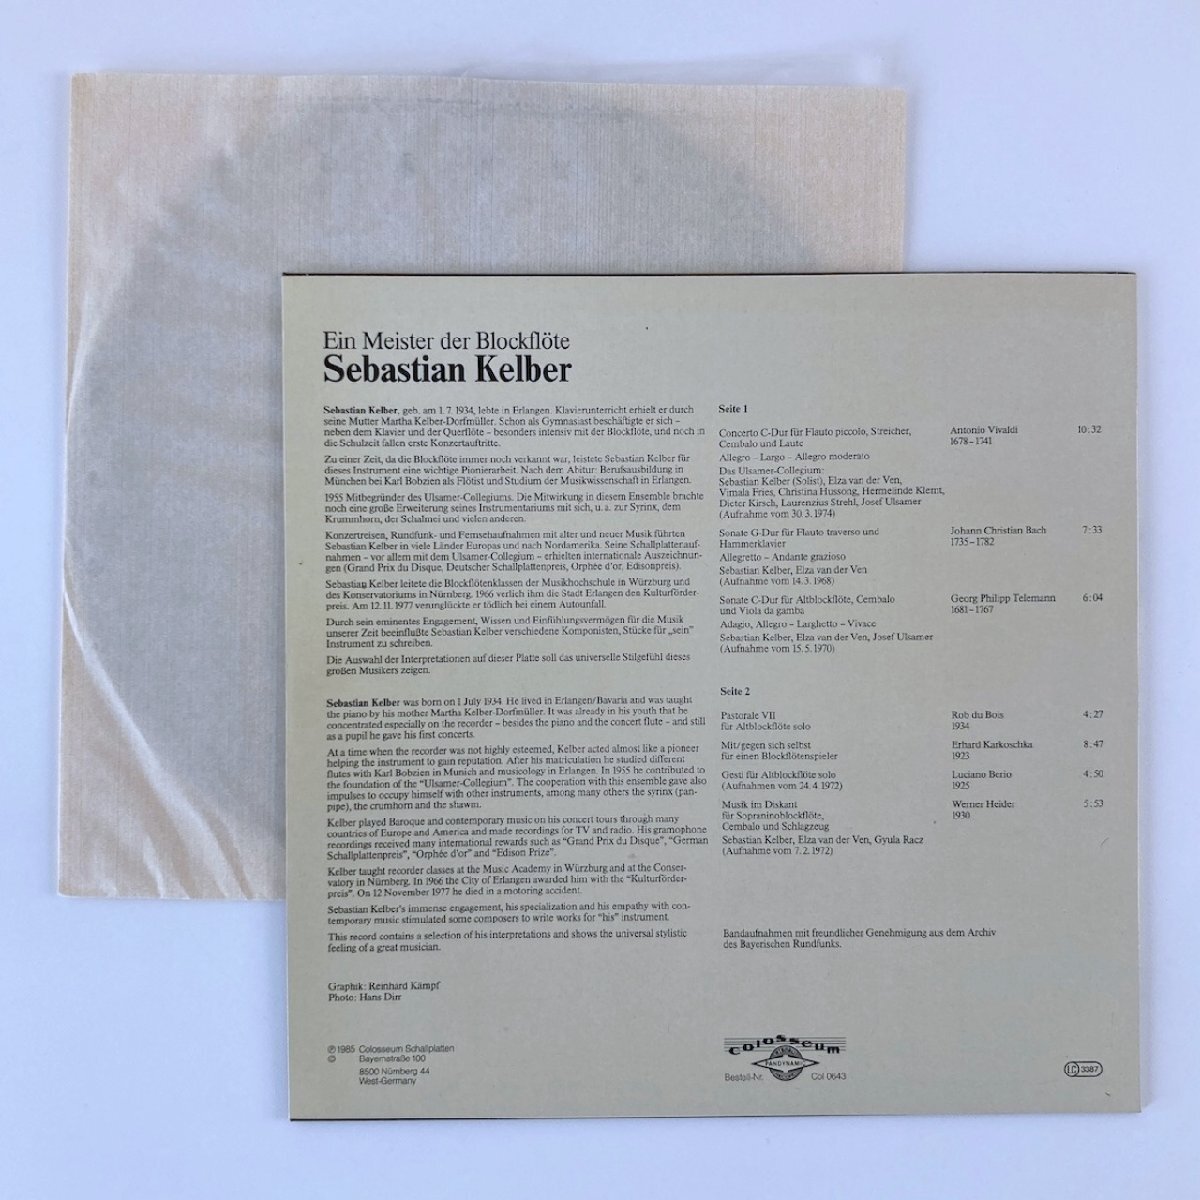 Ein Meister der Blockflöte
Sebastian Kelber
Sebastian Kelber, geb. am 1. 7. 1934, lebte in Erlangen. Klavierunterricht erhielt er durch
seine Mutter Martha Kelber-Dorfmüller. Schon als Gymnasiast beschäftigte er sich –
neben dem Klavier und der Querflöte – besonders intensiv mit der Blockflöte, und noch in
die Schulzeit fallen erste Konzertauftritte.
Zu einer Zeit, da die Blockflöte immer noch verkannt war, leistete Sebastian Kelber für
dieses Instrument eine wichtige Pionierarbeit. Nach dem Abitur: Berufsausbildung in
München bei Karl Bobzien als Flötist und Studium der Musikwissenschaft in Erlangen.
1955 Mitbegründer des Ulsamer-Collegiums. Die Mitwirkung in diesem Ensemble brachte
noch eine große Erweiterung seines Instrumentariums mit sich, u. a. zur Syrinx, dem
Krummhorn, der Schalmei und vielen anderen.
Konzertreisen, Rundfunk- und Fernsehaufnahmen mit alter und neuer Musik führten
Sebastian Kelber in viele Länder Europas und nach Nordamerika. Seine Schallplattenauf-
nahmen – vor allem mit dem Ulsamer-Collegium – erhielten internationale Auszeichnun-
gen (Grand Prix du Disque, Deutscher Schallplattenpreis, Orphée d'or, Edisonpreis).
Sebastian Kelber leitete die Blockflötenklassen der Musikhochschule in Würzburg und
des Konservatoriums in Nürnberg. 1966 verlieh ihm die Stadt Erlangen den Kulturförder-
preis. Am 12. 11. 1977 verunglückte er tödlich bei einem Autounfall.
Durch sein eminentes Engagement, Wissen und Einfühlungsvermögen für die Musik
unserer Zeit beeinflußte Sebastian Kelber verschiedene Komponisten, Stücke für „sein"
Instrument zu schreiben.
Die Auswahl der Interpretationen auf dieser Platte soll das universelle Stilgefühl dieses
großen Musikers zeigen.
Sebastian Kelber was born on 1 July 1934. He lived in Erlangen/Bavaria and was taught
the piano by his mother Martha Kelber-Dorfmüller. It was already in his youth that he
concentrated especially on the recorder – besides the piano and the concert flute – and still
as a pupil he gave his first concerts.
At a time when the recorder was not highly esteemed, Kelber acted almost like a pioneer
helping the instrument to gain reputation. After his matriculation he studied different
flutes with Karl Bobzien in Munich and musicology in Erlangen. In 1955 he contributed to
the foundation of the "Ulsamer-Collegium". The cooperation with this ensemble gave also
impulses to occupy himself with other instruments, among many others the syrinx (pan-
pipe), the crumhorn and the shawm.
Kelber played Baroque and contemporary music on his concert tours through many
countries of Europe and America and made recordings for TV and radio. His gramophone
recordings received many international rewards such as "Grand Prix du Disque", "German
Schallplattenpreis", "Orphée d'or" and "Edison Prize".
Kelber taught recorder classes at the Music Academy in Würzburg and at the Conser-
vatory in Nürnberg. In 1966 the City of Erlangen awarded him with the "Kulturförder-
preis". On 12 November 1977 he died in a motoring accident.
Sebastian Kelber's immense engagement, his specialization and his empathy with con-
temporary music stimulated some composers to write works for "his" instrument.
This record contains a selection of his interpretations and shows the universal stylistic
feeling of a great musician.
Graphik: Reinhard Kämpf
Photo: Hans Dirr
℗ 1985 Colosseum Schallplatten
© Bayernstraße 100
8500 Nürnberg 44
West-Germany
Seite 1
Concerto C-Dur für Flauto piccolo, Streicher, Antonio Vivaldi 10:32
Cembalo und Laute 1678–1741
Allegro – Largo – Allegro moderato
Das Ulsamer-Collegium:
Sebastian Kelber (Solist), Elza van der Ven,
Vimala Fries, Christina Hussong, Hermelinde Klemt,
Dieter Kirsch, Laurenzius Strehl, Josef Ulsamer
(Aufnahme vom 30. 3. 1974)
Sonate G-Dur für Flauto traverso und Johann Christian Bach 7:33
Hammerklavier 1735–1782
Allegretto – Andante grazioso
Sebastian Kelber, Elza van der Ven
(Aufnahme vom 14. 3. 1968)
Sonate C-Dur für Altblockflöte, Cembalo Georg Philipp Telemann 6:04
und Viola da gamba 1681–1767
Adagio, Allegro – Larghetto – Vivace
Sebastian Kelber, Elza van der Ven, Josef Ulsamer
(Aufnahme vom 15. 5. 1970)
Seite 2
Pastorale VII Rob du Bois 4:27
für Altblockflöte solo 1934
Mit/gegen sich selbst Erhard Karkoschka 8:47
für einen Blockflötenspieler 1923
Gesti für Altblockflöte solo Luciano Berio 4:50
(Aufnahmen vom 24. 4. 1972) 1925
Musik im Diskant Werner Heider 5:53
für Sopraninoblockflöte, 1930
Cembalo und Schlagzeug
Sebastian Kelber, Elza van der Ven, Gyula Racz
(Aufnahme vom 7. 2. 1972)
Bandaufnahmen mit freundlicher Genehmigung aus dem Archiv
des Bayerischen Rundfunks.
colosseum
PANDYNAMIC
Bestell-Nr. Col 0643
LC 3387